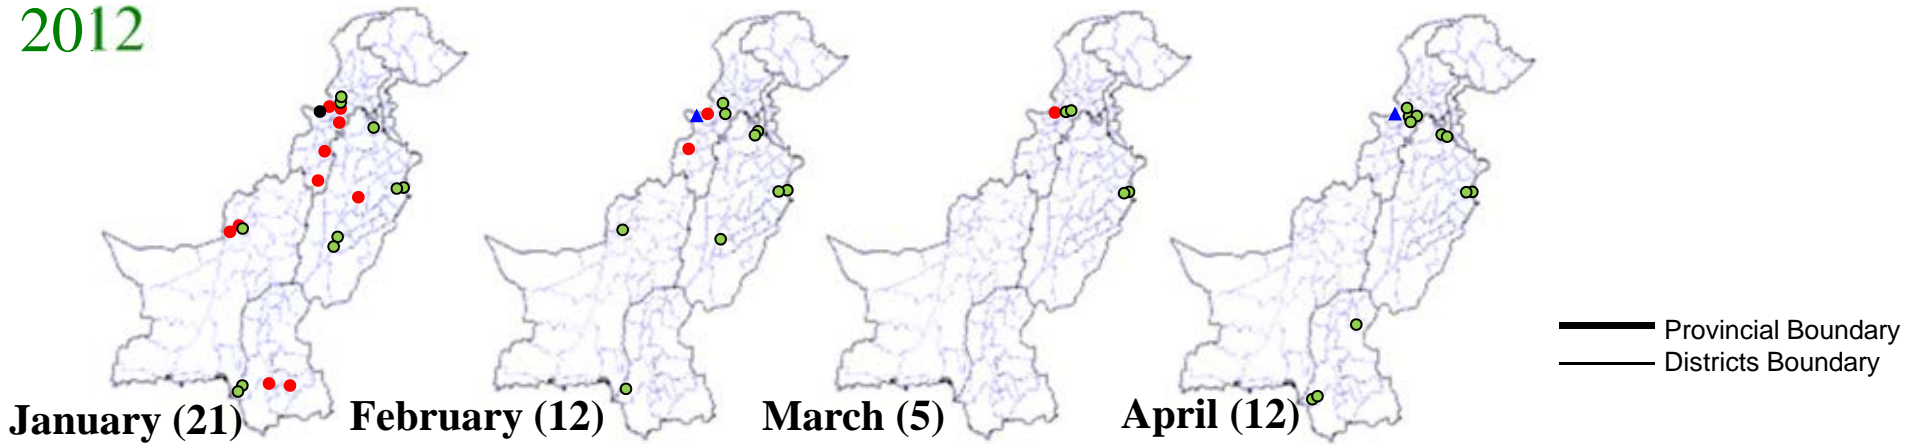 2012
January (21)
February (12)
March (5)
April (12)
Provincial Boundary
Districts Boundary